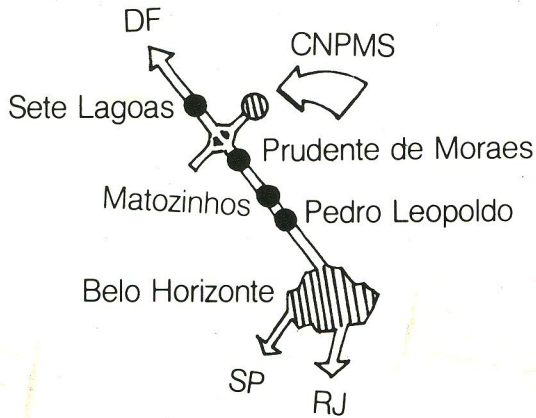 DF
CNPMS
Sete Lagoas
Prudente de Moraes
Matozinhos
Pedro Leopoldo
Belo Horizonte
SP
RJ